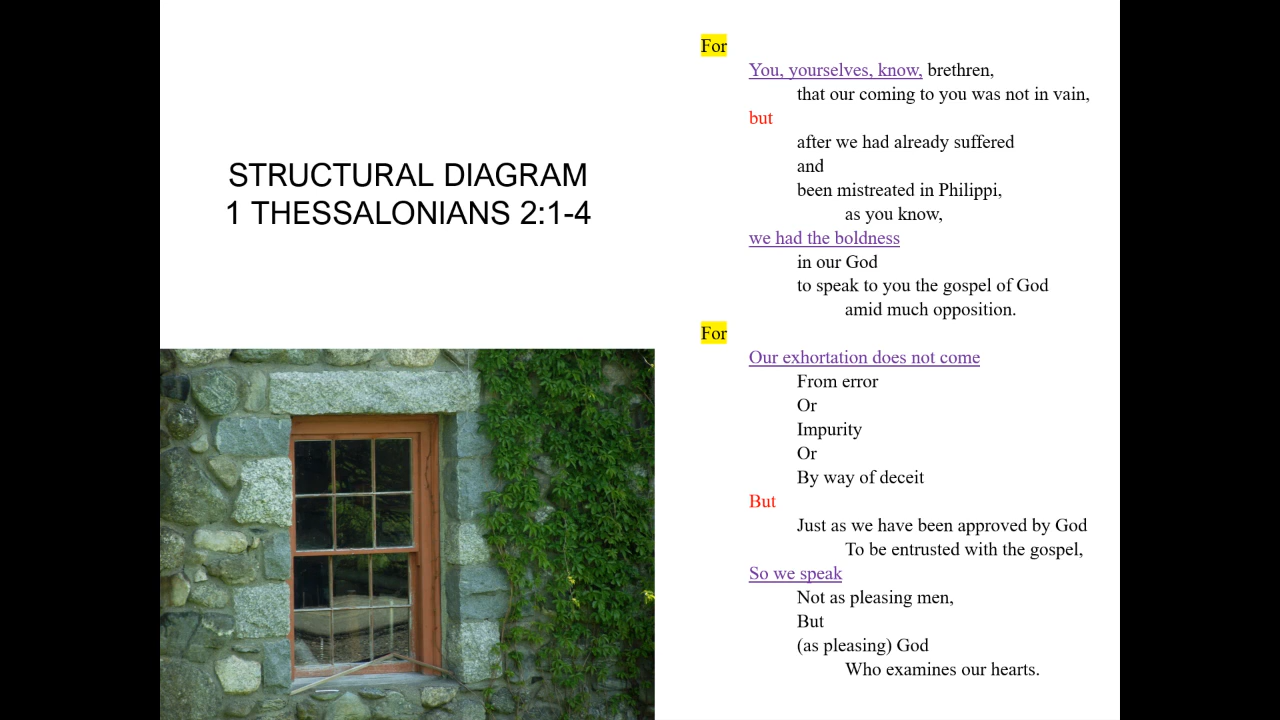 STRUCTURAL DIAGRAM
1 THESSALONIANS 2:1-4
For
You, yourselves, know, brethren,
that our coming to you was not in vain,
but
after we had already suffered
and
been mistreated in Philippi,
as you know,
we had the boldness
in our God
to speak to you the gospel of God
amid much opposition.
For
Our exhortation does not come
From error
Or
Impurity
Or
By way of deceit
But
Just as we have been approved by God
To be entrusted with the gospel,
So we speak
Not as pleasing men,
But
(as pleasing) God
Who examines our hearts.